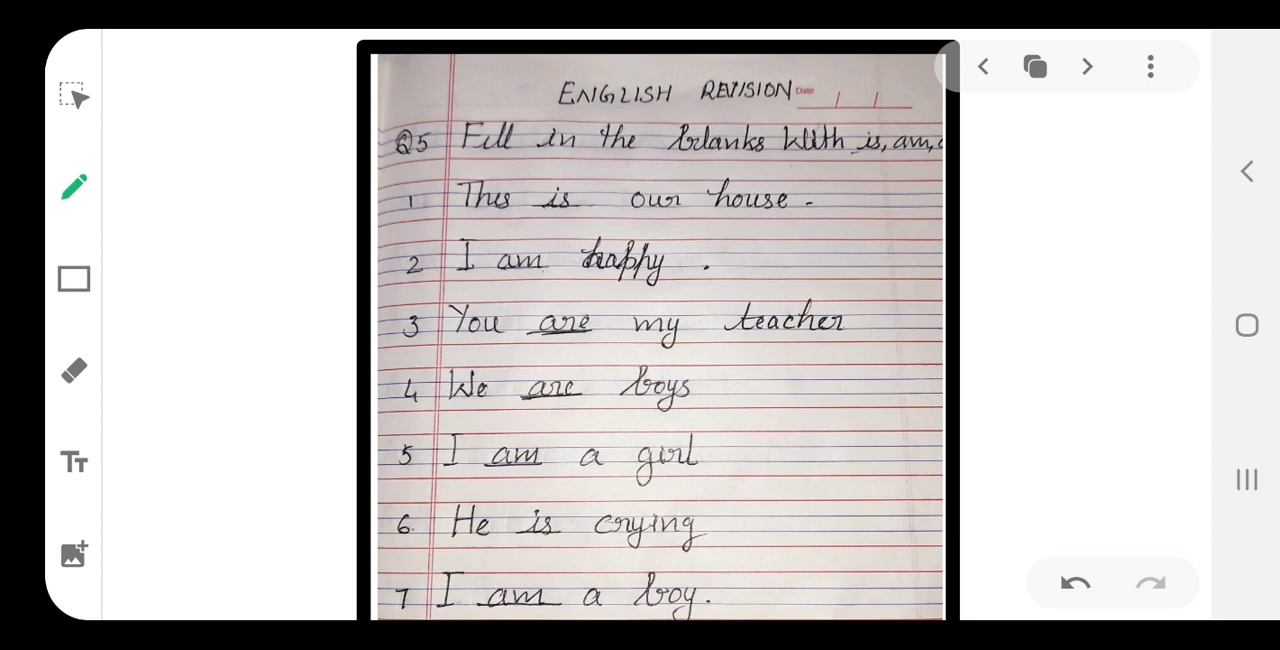 ENGLISH REVISION Date / /
Q5 Fill in the blanks With is, am,
1 This is our house.
2 I am happy.
3 You are my teacher
4 We are boys
5 I am a girl
6. He is crying
7 I am a boy.
TT